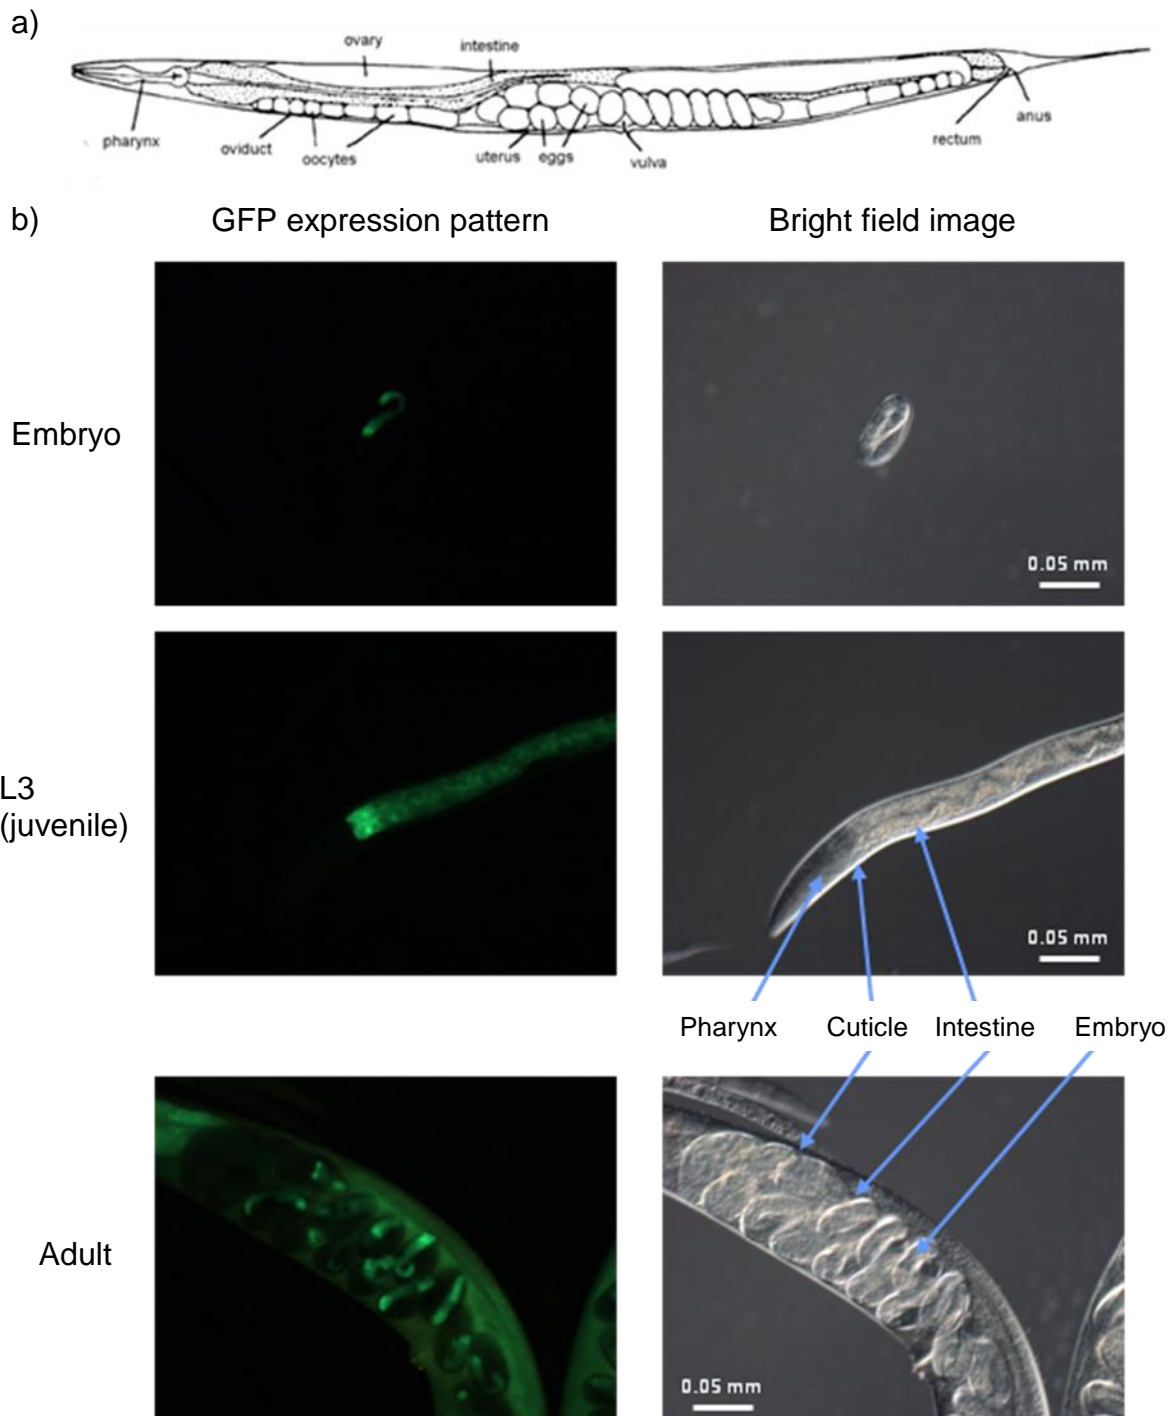 a)
ovary
intestine
pharynx
oviduct
oocytes
uterus
eggs
vulva
rectum
anus
b)
GFP expression pattern
Bright field image
Embryo
0.05 mm
L3
(juvenile)
0.05 mm
Pharynx
Cuticle
Intestine
Embryo
Adult
0.05 mm